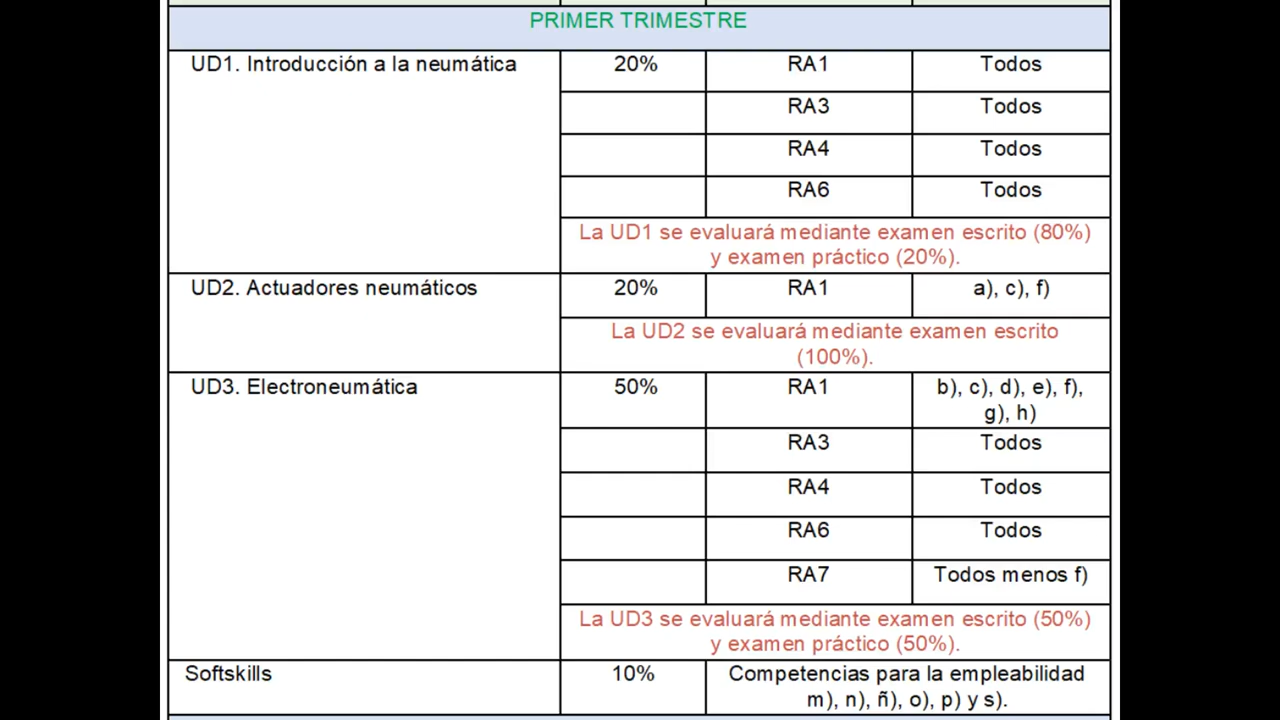 PRIMER TRIMESTRE
UD1. Introducción a la neumática 20% RA1 Todos
RA3 Todos
RA4 Todos
RA6 Todos
La UD1 se evaluará mediante examen escrito (80%)
y examen práctico (20%).
UD2. Actuadores neumáticos 20% RA1 a), c), f)
La UD2 se evaluará mediante examen escrito
(100%).
UD3. Electroneumática 50% RA1 b), c), d), e), f),
g), h)
RA3 Todos
RA4 Todos
RA6 Todos
RA7 Todos menos f)
La UD3 se evaluará mediante examen escrito (50%)
y examen práctico (50%).
Softskills 10% Competencias para la empleabilidad
m), n), ñ), o), p) y s).